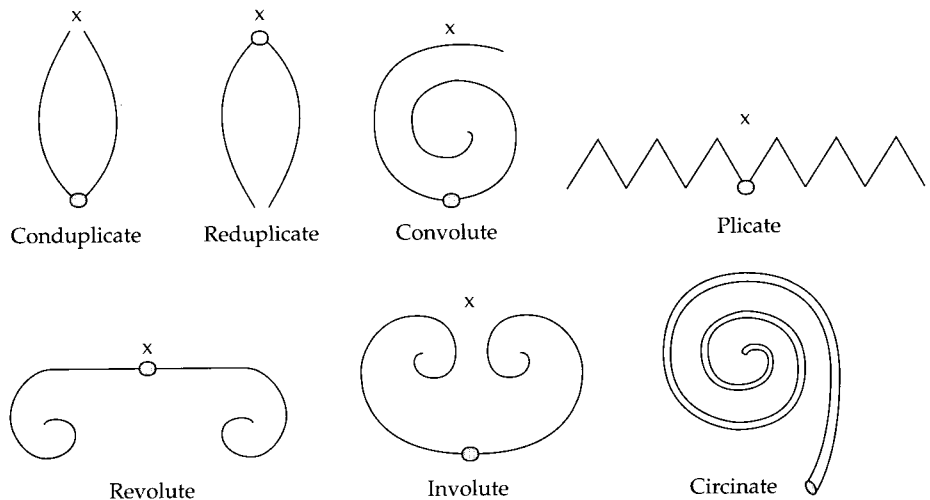 x x x x
Conduplicate Reduplicate Convolute Plicate
x x
Revolute Involute Circinate